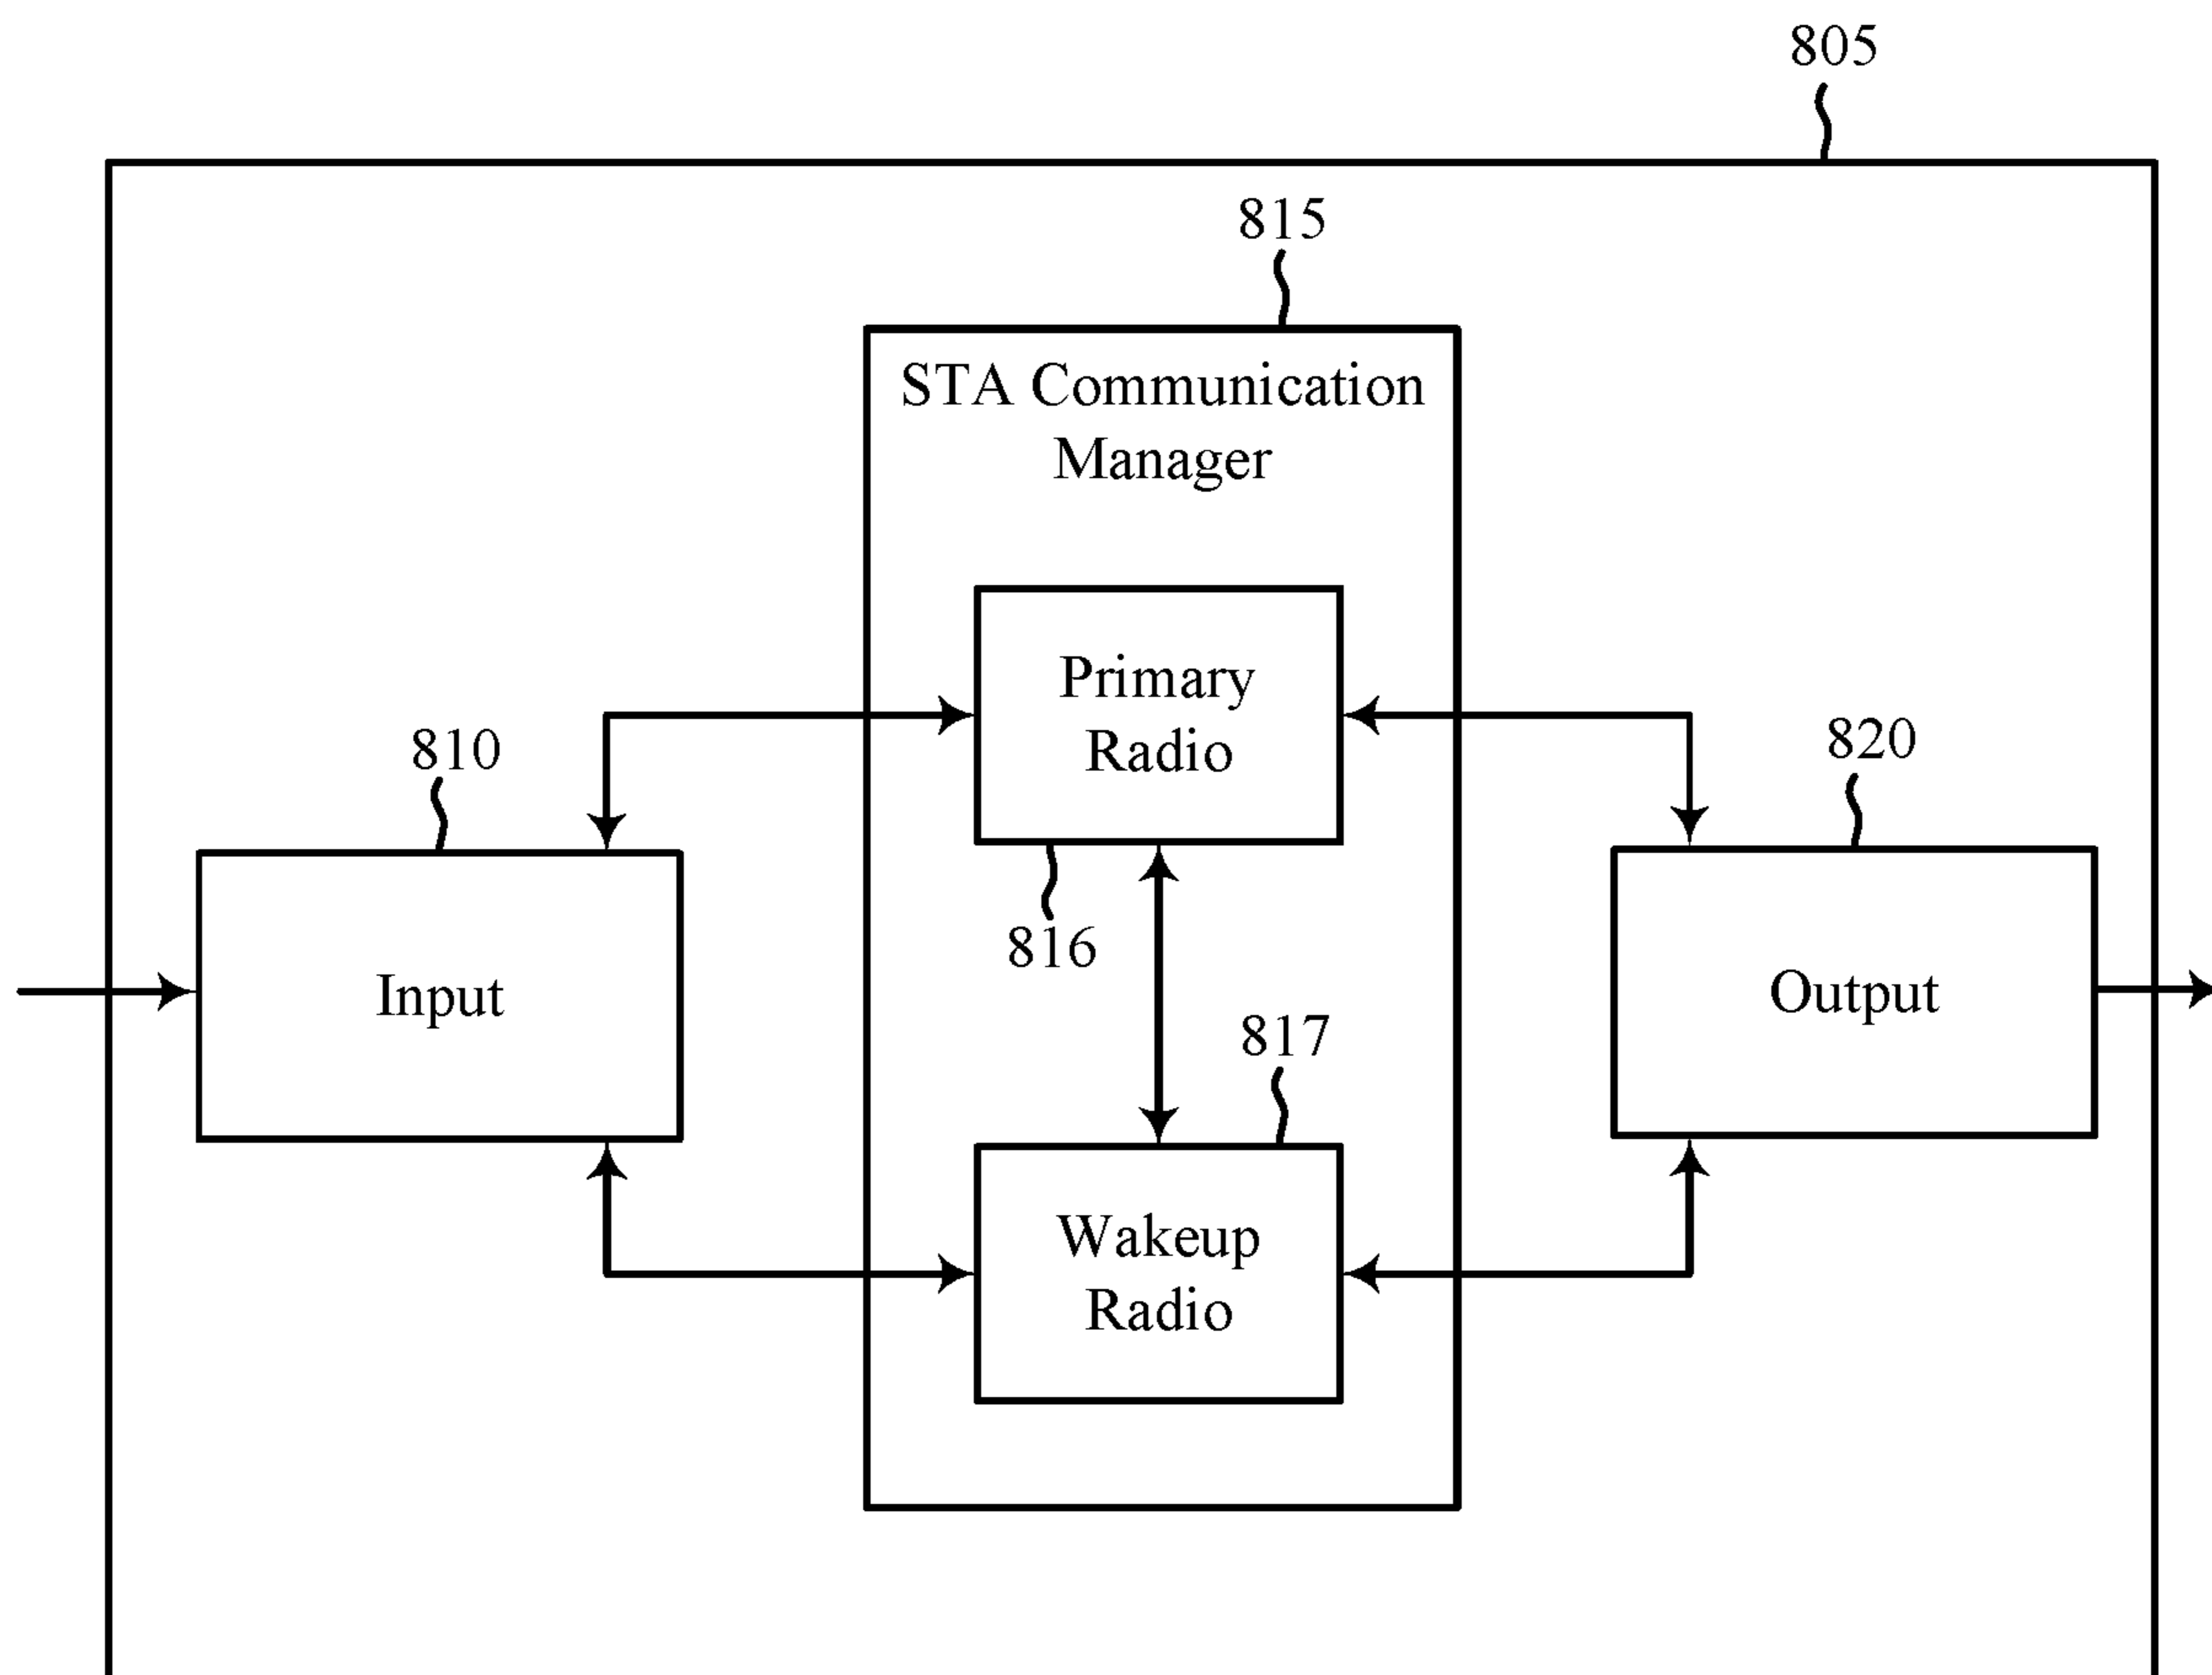 805
815
STA Communication
Manager
Primary
Radio
810
820
816
Input
Output
817
Wakeup
Radio